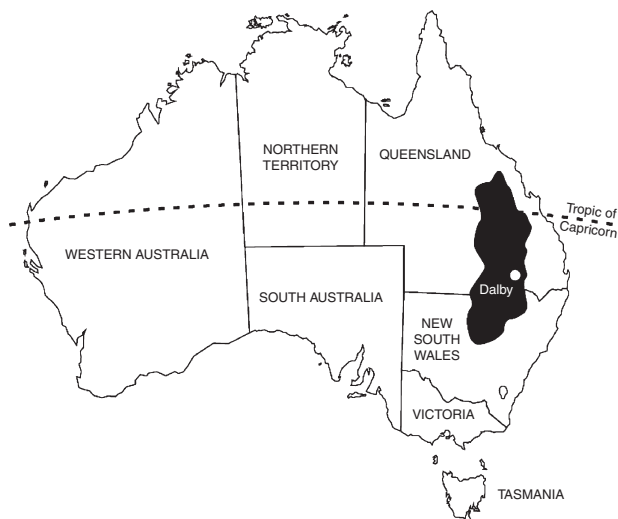 NORTHERN
TERRITORY
QUEENSLAND
Tropic of
Capricorn
WESTERN AUSTRALIA
SOUTH AUSTRALIA
Dalby
NEW
SOUTH
WALES
VICTORIA
TASMANIA